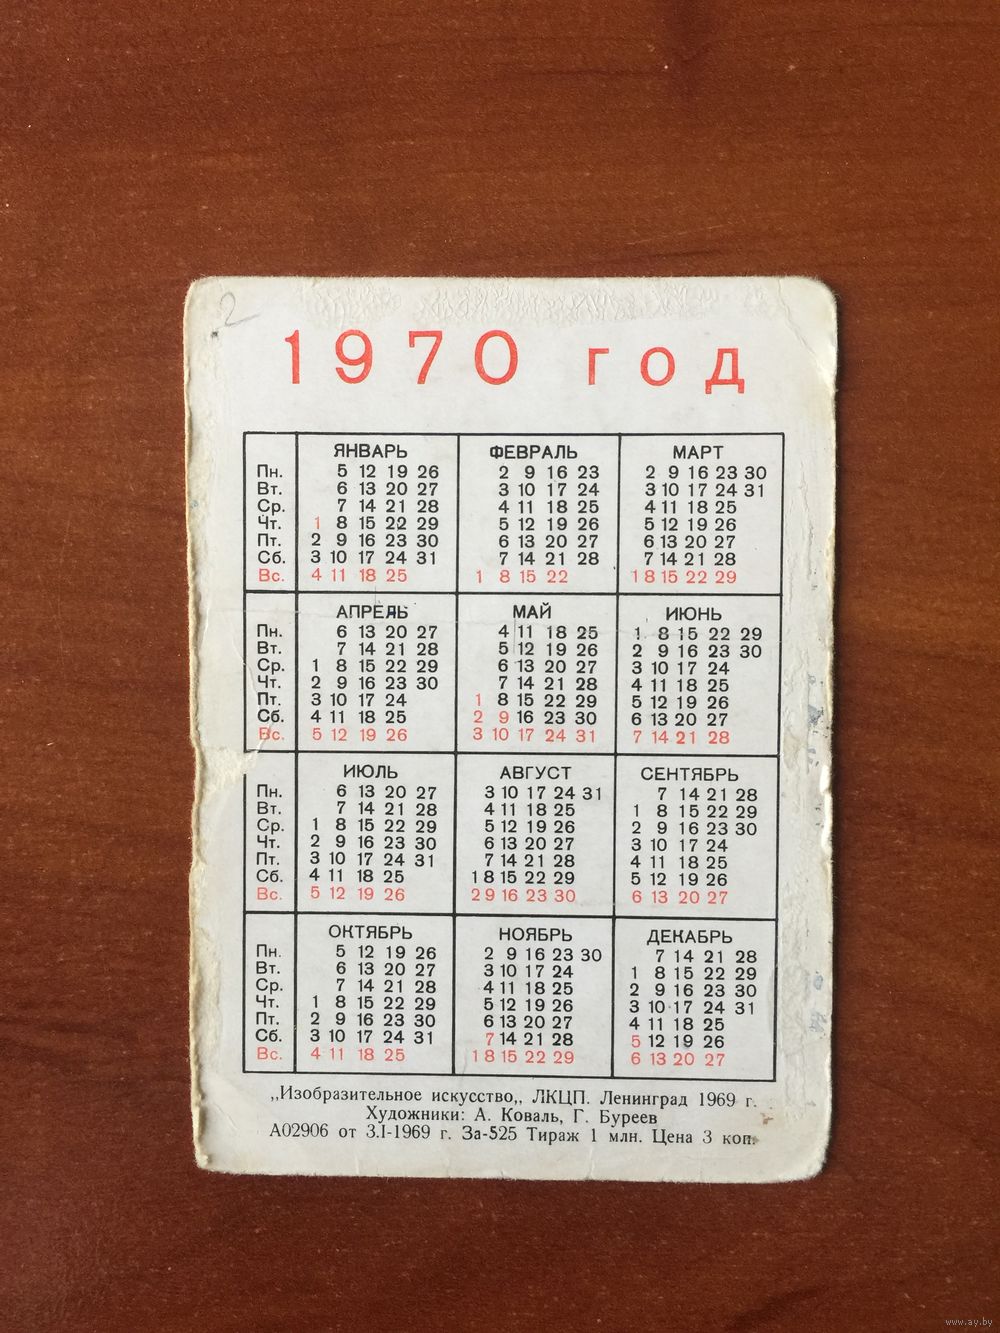 2
1970 год
ЯНВАРЬ ФЕВРАЛЬ МАРТ
Пн. 5 12 19 26 2 9 16 23 2 9 16 23 30
Вт. 6 13 20 27 3 10 17 24 3 10 17 24 31
Ср. 7 14 21 28 4 11 18 25 4 11 18 25
Чт. 1 8 15 22 29 5 12 19 26 5 12 19 26
Пт. 2 9 16 23 30 6 13 20 27 6 13 20 27
Сб. 3 10 17 24 31 7 14 21 28 7 14 21 28
Вс. 4 11 18 25 1 8 15 22 1 8 15 22 29
АПРЕЛЬ МАЙ ИЮНЬ
Пн. 6 13 20 27 4 11 18 25 1 8 15 22 29
Вт. 7 14 21 28 5 12 19 26 2 9 16 23 30
Ср. 1 8 15 22 29 6 13 20 27 3 10 17 24
Чт. 2 9 16 23 30 7 14 21 28 4 11 18 25
Пт. 3 10 17 24 1 8 15 22 29 5 12 19 26
Сб. 4 11 18 25 2 9 16 23 30 6 13 20 27
Вс. 5 12 19 26 3 10 17 24 31 7 14 21 28
ИЮЛЬ АВГУСТ СЕНТЯБРЬ
Пн. 6 13 20 27 3 10 17 24 31 7 14 21 28
Вт. 7 14 21 28 4 11 18 25 1 8 15 22 29
Ср. 1 8 15 22 29 5 12 19 26 2 9 16 23 30
Чт. 2 9 16 23 30 6 13 20 27 3 10 17 24
Пт. 3 10 17 24 31 7 14 21 28 4 11 18 25
Сб. 4 11 18 25 1 8 15 22 29 5 12 19 26
Вс. 5 12 19 26 2 9 16 23 30 6 13 20 27
ОКТЯБРЬ НОЯБРЬ ДЕКАБРЬ
Пн. 5 12 19 26 2 9 16 23 30 7 14 21 28
Вт. 6 13 20 27 3 10 17 24 1 8 15 22 29
Ср. 7 14 21 28 4 11 18 25 2 9 16 23 30
Чт. 1 8 15 22 29 5 12 19 26 3 10 17 24 31
Пт. 2 9 16 23 30 6 13 20 27 4 11 18 25
Сб. 3 10 17 24 31 7 14 21 28 5 12 19 26
Вс. 4 11 18 25 1 8 15 22 29 6 13 20 27
„Изобразительное искусство„ ЛКЦП. Ленинград 1969 г.
Художники: А. Коваль, Г. Буреев
А02906 от 3.I-1969 г. За-525 Тираж 1 млн. Цена 3 коп.
www.ay.by